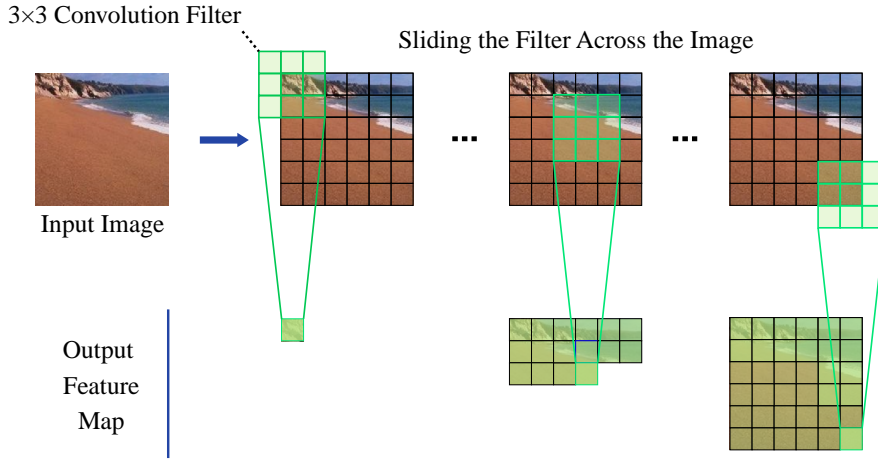 3×3 Convolution Filter
Sliding the Filter Across the Image
...
...
Input Image
Output
Feature
Map